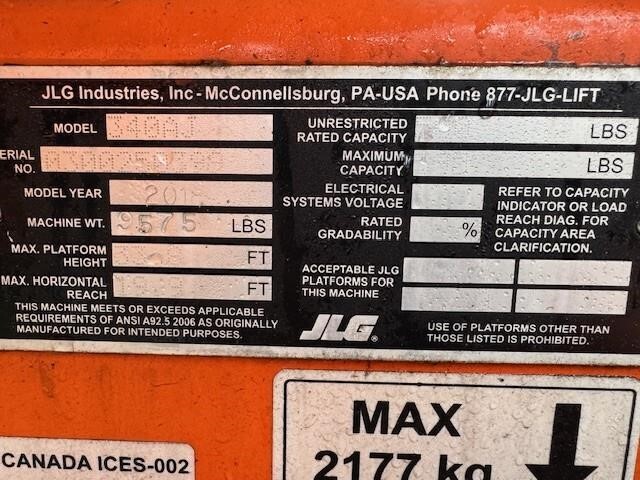 JLG Industries, Inc - McConnellsburg, PA-USA Phone 877-JLG-LIFT
MODEL 340AJ
ERIAL NO.
MODEL YEAR
MACHINE WT. 9575 LBS
MAX. PLATFORM HEIGHT FT
MAX. HORIZONTAL REACH FT
THIS MACHINE MEETS OR EXCEEDS APPLICABLE
REQUIREMENTS OF ANSI A92.5 2006 AS ORIGINALLY
MANUFACTURED FOR INTENDED PURPOSES.
UNRESTRICTED
RATED CAPACITY LBS
MAXIMUM
CAPACITY LBS
ELECTRICAL
SYSTEMS VOLTAGE
RATED
GRADABILITY %
REFER TO CAPACITY
INDICATOR OR LOAD
REACH DIAG. FOR
CAPACITY AREA
CLARIFICATION.
ACCEPTABLE JLG
PLATFORMS FOR
THIS MACHINE
JLG®
USE OF PLATFORMS OTHER THAN
THOSE LISTED IS PROHIBITED.
CANADA ICES-002
MAX
2177 kg